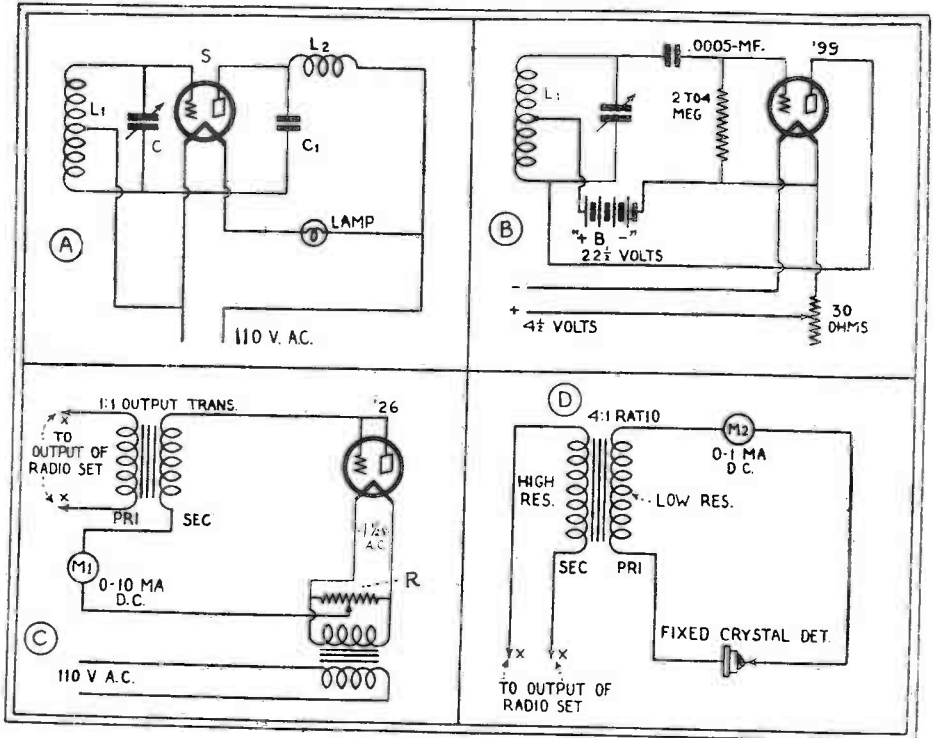 S
L2
L1
C
C1
LAMP
A
110 V. A.C.
.0005-MF.
'99
L1
2 TO 4
MEG
B
"+ B -"
22½ VOLTS
-
+
4½ VOLTS
30
OHMS
1:1 OUTPUT TRANS.
'26
X
TO
OUTPUT OF
RADIO SET
X
PRI
SEC
1½V.
A.C.
M1
0-10 MA
D.C.
R
C
110 V A.C.
D
4:1 RATIO
M2
0-1 MA
D.C.
HIGH
RES.
LOW RES.
SEC
PRI
FIXED CRYSTAL DET.
X
X
TO OUTPUT OF
RADIO SET